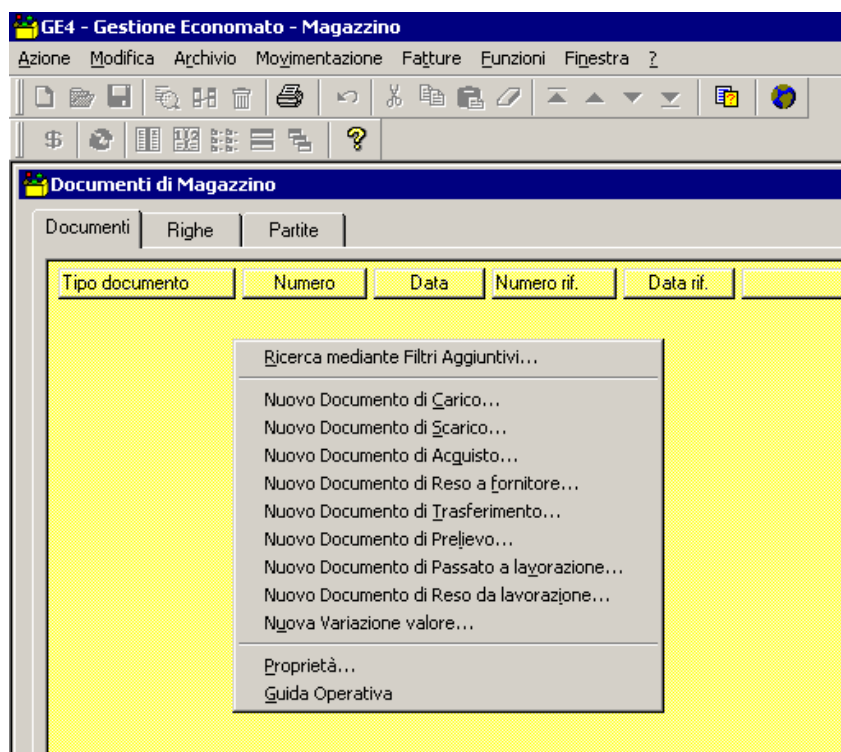 GE4 - Gestione Economato - Magazzino
Azione Modifica Archivio Movimentazione Fatture Funzioni Finestra ?
Documenti di Magazzino
Documenti Righe Partite
Tipo documento Numero Data Numero rif. Data rif.
Ricerca mediante Filtri Aggiuntivi...
Nuovo Documento di Carico...
Nuovo Documento di Scarico...
Nuovo Documento di Acquisto...
Nuovo Documento di Reso a fornitore...
Nuovo Documento di Trasferimento...
Nuovo Documento di Prelievo...
Nuovo Documento di Passato a lavorazione...
Nuovo Documento di Reso da lavorazione...
Nuova Variazione valore...
Proprietà...
Guida Operativa